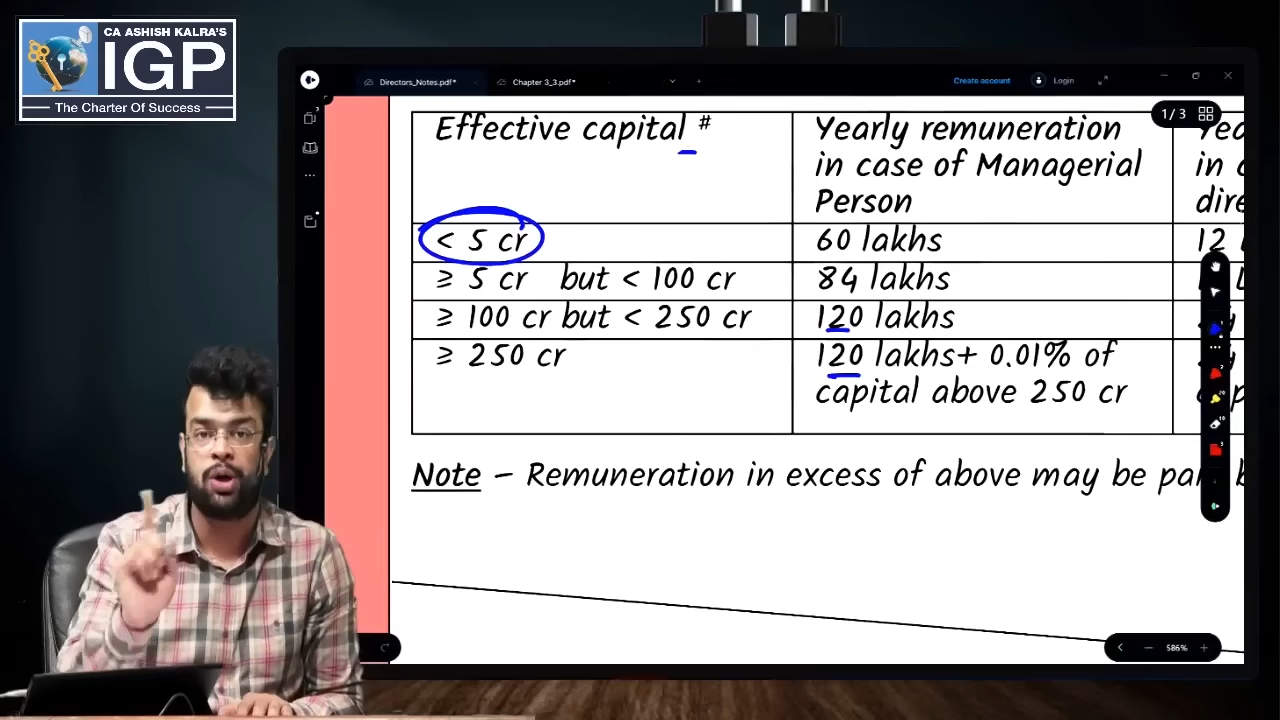 CA ASHISH KALRA'S
IGP
The Charter Of Success
Directors_Notes.pdf*
Chapter 3_3.pdf*
Create account
Login
1/3
Effective capital #
Yearly remuneration
in case of Managerial
Person
in
< 5 cr
60 lakhs
12
≥ 5 cr but < 100 cr
84 lakhs
≥ 100 cr but < 250 cr
120 lakhs
≥ 250 cr
120 lakhs+ 0.01% of
capital above 250 cr
Note – Remuneration in excess of above may be
586%